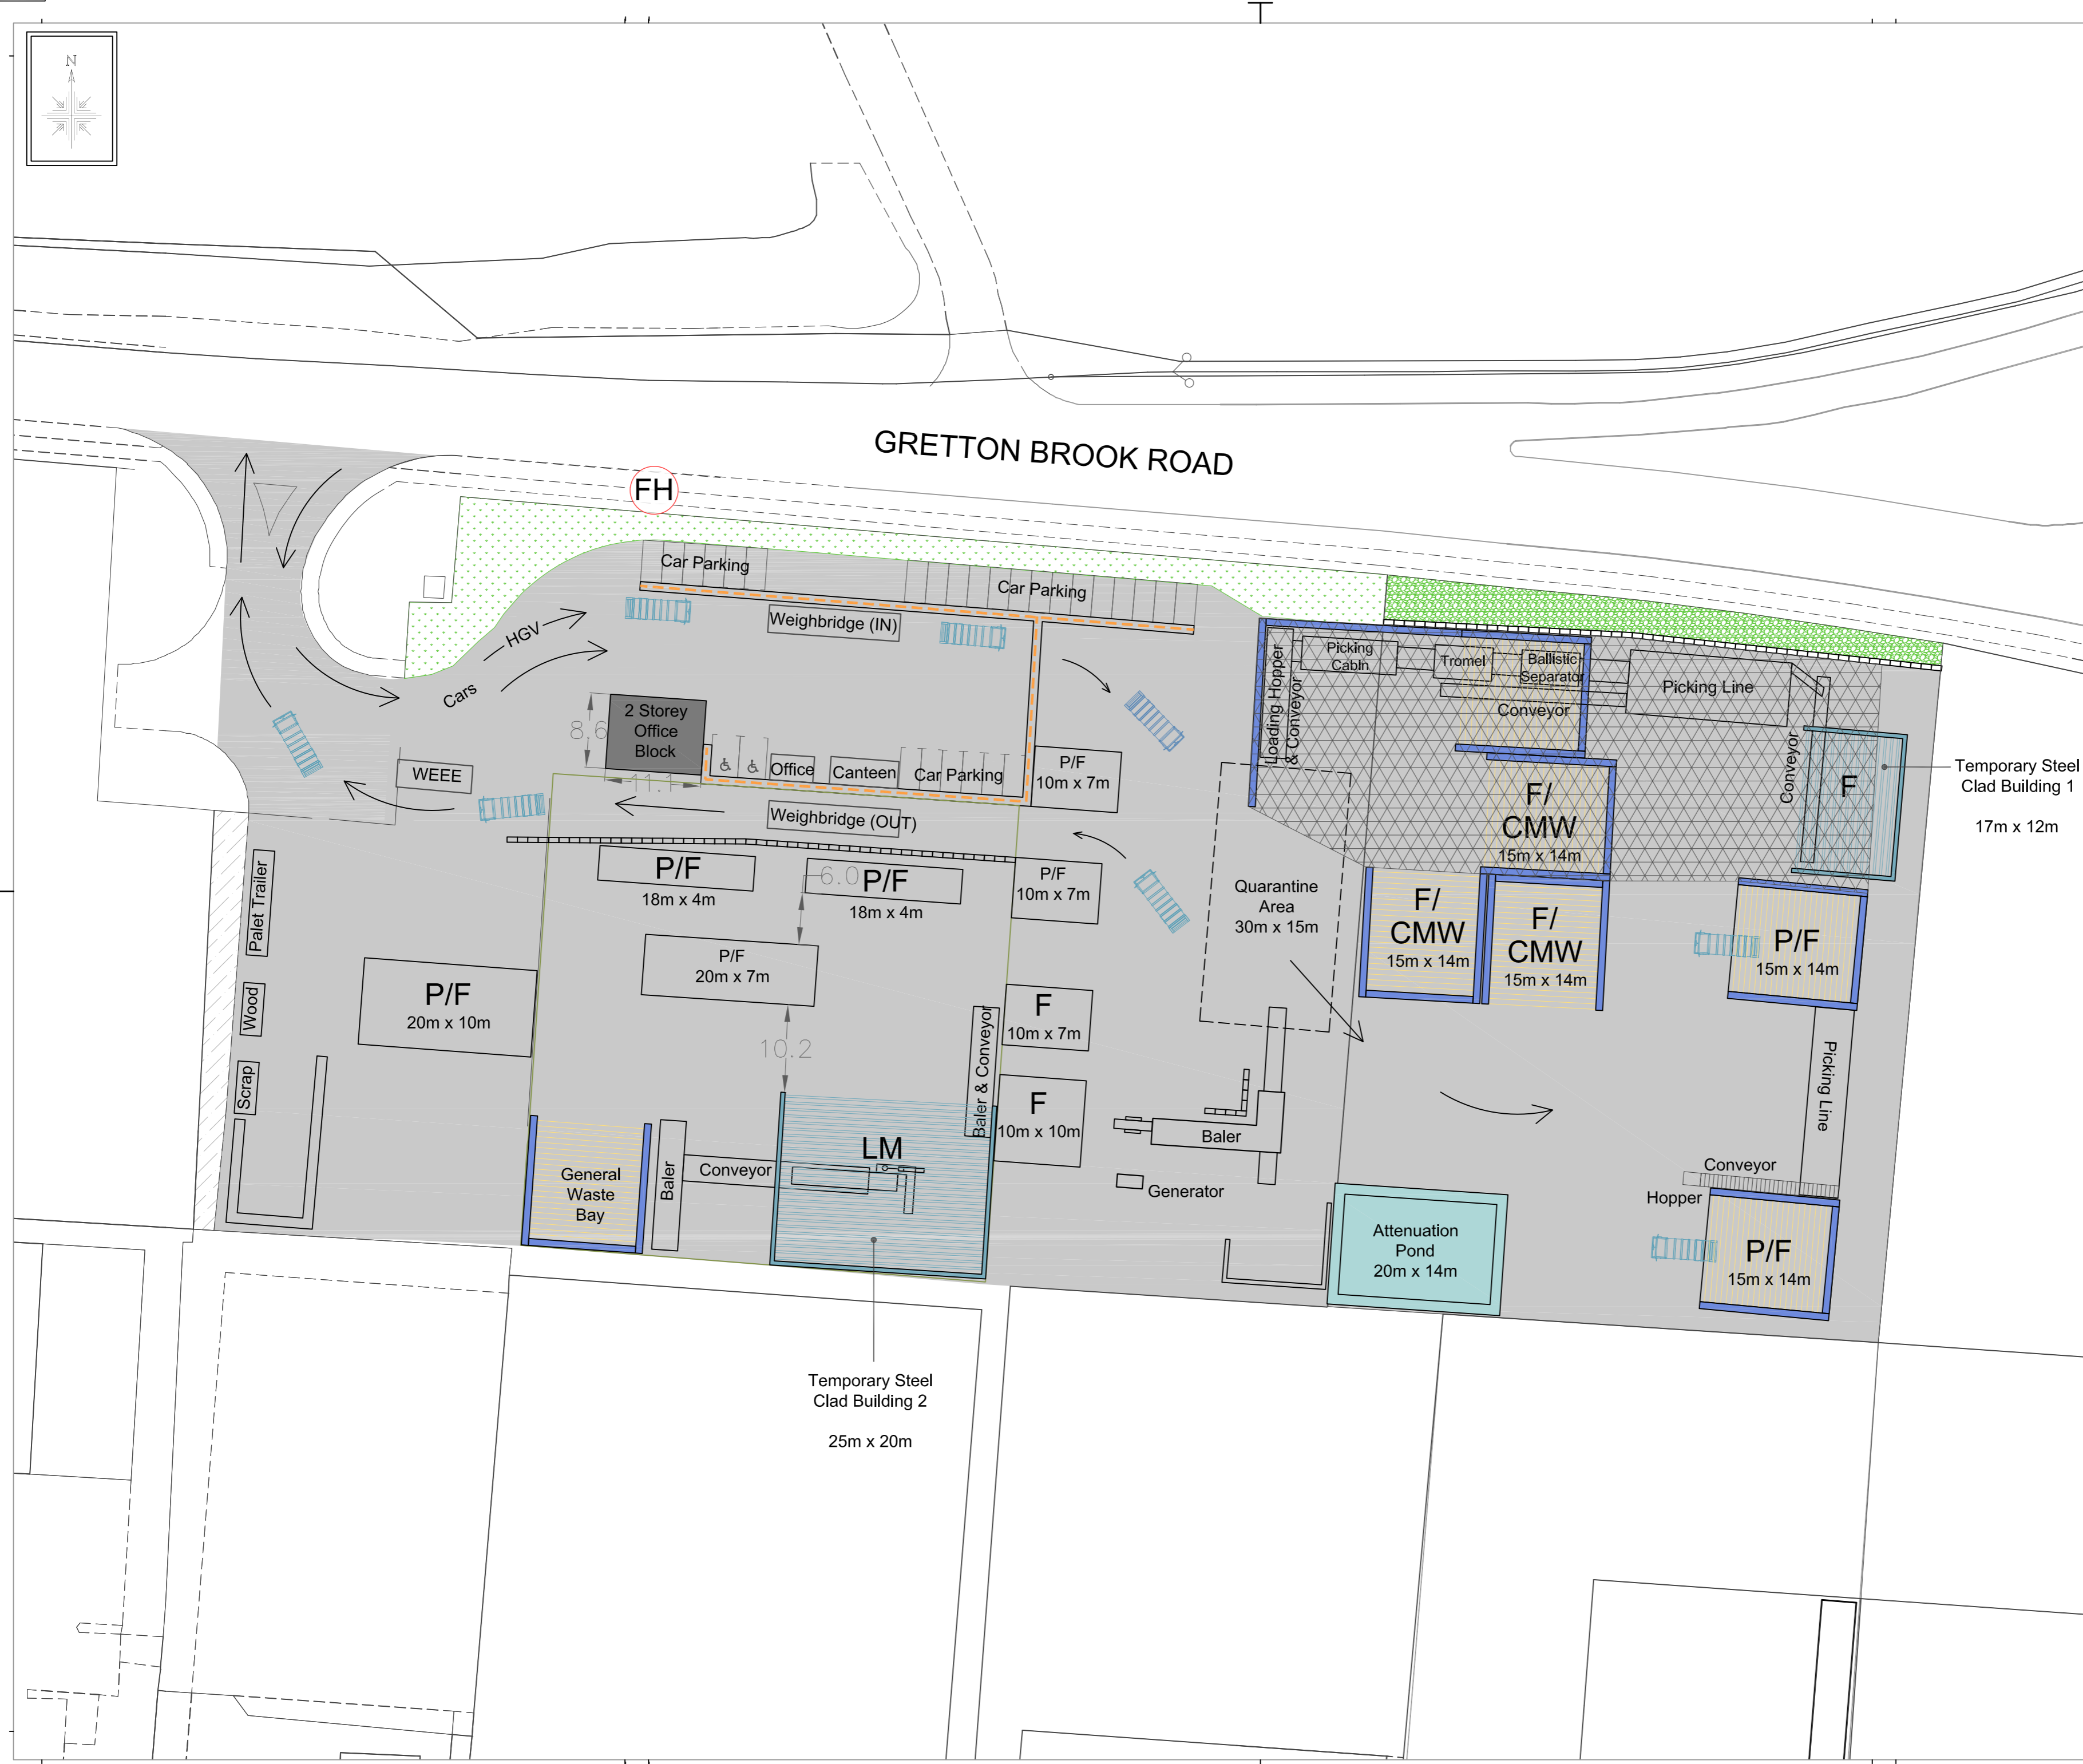 N
GRETTON BROOK ROAD
FH
Car Parking
Car Parking
Weighbridge (IN)
HGV
Cars
2 Storey
Office
Block
8.6
11.1
Office
Canteen
Car Parking
WEEE
Weighbridge (OUT)
P/F
10m x 7m
Loading Hopper
& Conveyor
Picking
Cabin
Tromel
Ballistic
Separator
Picking Line
Conveyor
Conveyor
F
Temporary Steel
Clad Building 1
17m x 12m
F/
CMW
15m x 14m
P/F
18m x 4m
6.0
P/F
18m x 4m
P/F
10m x 7m
Quarantine
Area
30m x 15m
F/
CMW
15m x 14m
F/
CMW
15m x 14m
P/F
15m x 14m
Palet Trailer
Wood
Scrap
P/F
20m x 10m
P/F
20m x 7m
10.2
F
10m x 7m
Baler & Conveyor
F
10m x 10m
Baler
Generator
Picking Line
Conveyor
Hopper
P/F
15m x 14m
General
Waste
Bay
Baler
Conveyor
LM
Attenuation
Pond
20m x 14m
Temporary Steel
Clad Building 2
25m x 20m